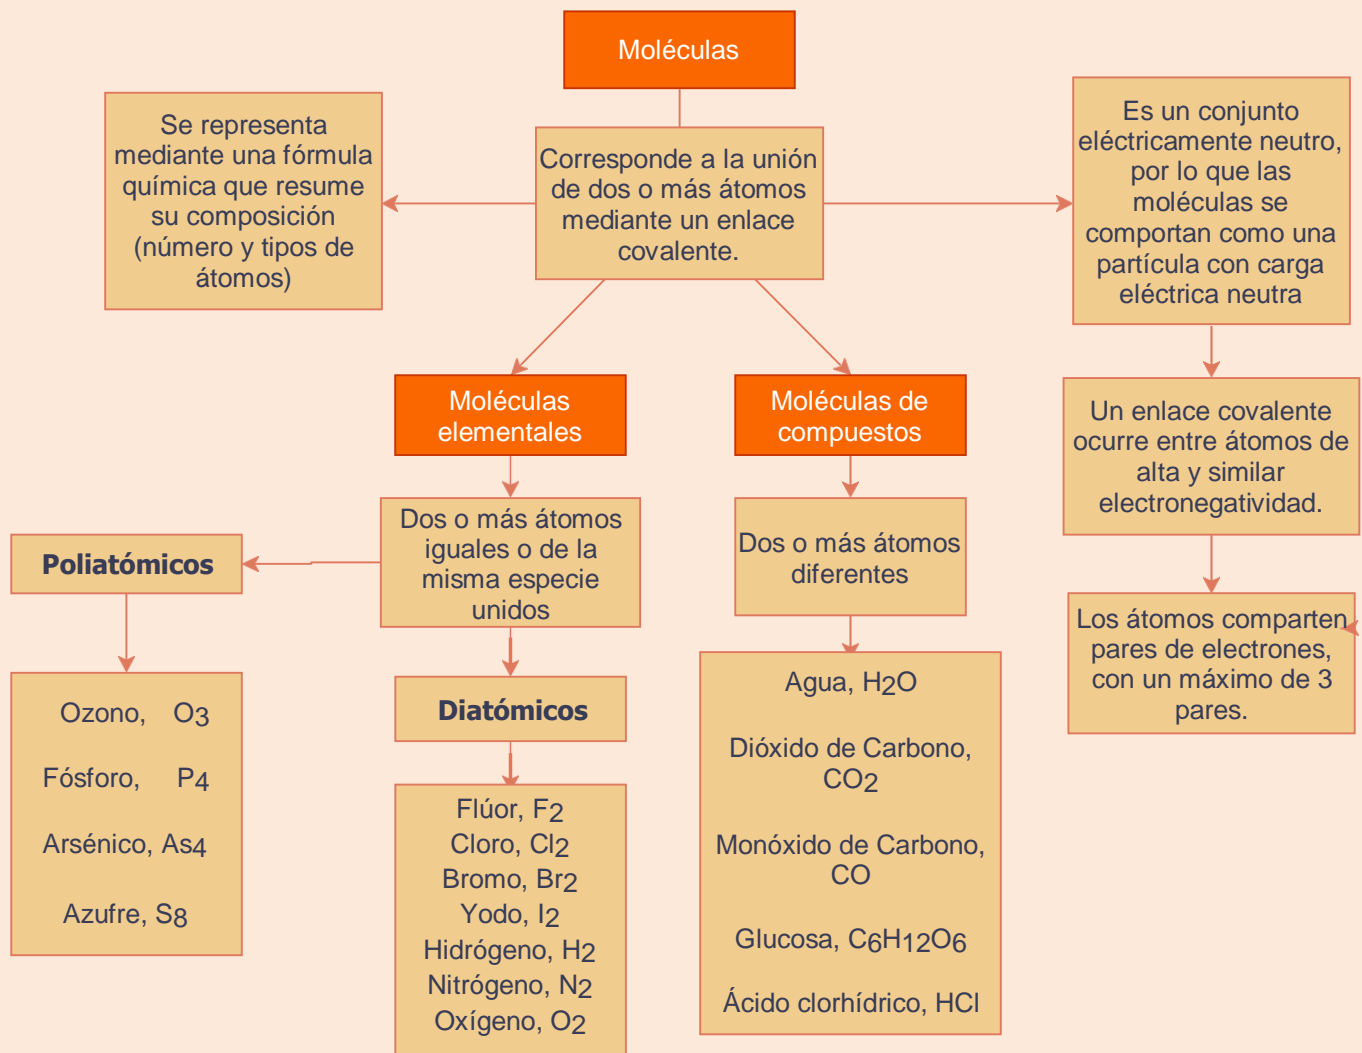 Moléculas
Se representa
mediante una fórmula
química que resume
su composición
(número y tipos de
átomos)
Corresponde a la unión
de dos o más átomos
mediante un enlace
covalente.
Es un conjunto
eléctricamente neutro,
por lo que las
moléculas se
comportan como una
partícula con carga
eléctrica neutra
Moléculas
elementales
Moléculas de
compuestos
Un enlace covalente
ocurre entre átomos de
alta y similar
electronegatividad.
Dos o más átomos
iguales o de la
misma especie
unidos
Dos o más átomos
diferentes
Poliatómicos
Los átomos comparten
pares de electrones,
con un máximo de 3
pares.
Ozono, O3
Fósforo, P4
Arsénico, As4
Azufre, S8
Diatómicos
Flúor, F2
Cloro, Cl2
Bromo, Br2
Yodo, I2
Hidrógeno, H2
Nitrógeno, N2
Oxígeno, O2
Agua, H2O
Dióxido de Carbono,
CO2
Monóxido de Carbono,
CO
Glucosa, C6H12O6
Ácido clorhídrico, HCl